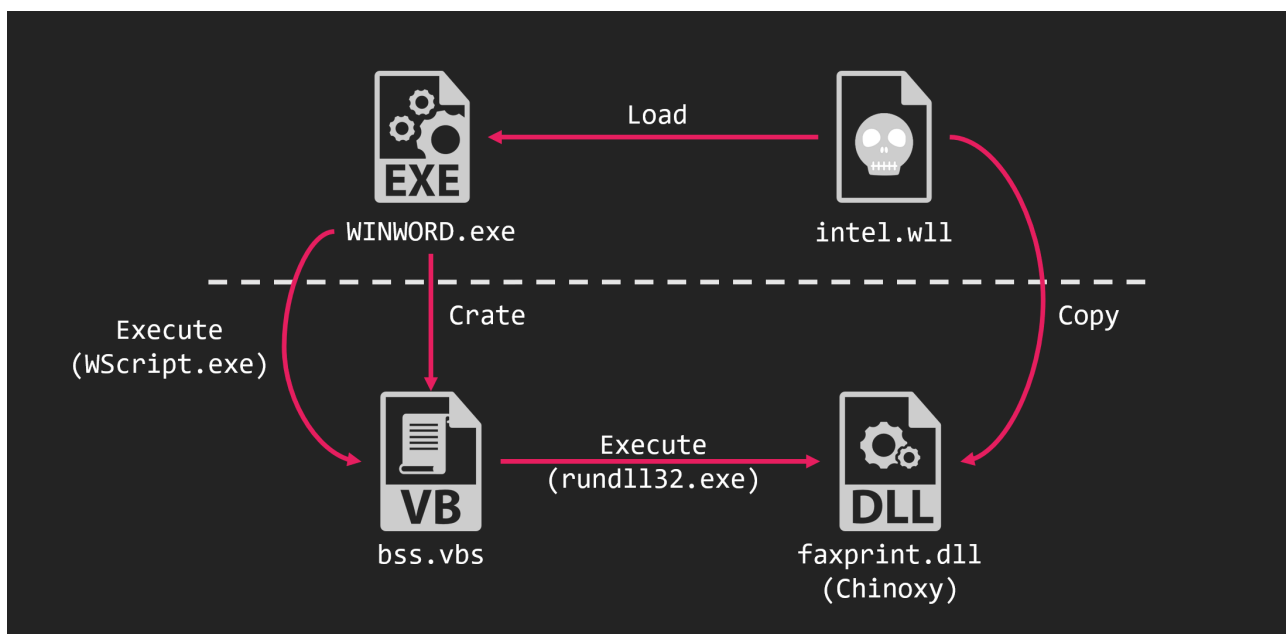 Load
EXE
WINWORD.exe
intel.wll
Execute
(WScript.exe)
Crate
Copy
Execute
(rundll32.exe)
VB
DLL
bss.vbs
faxprint.dll
(Chinoxy)